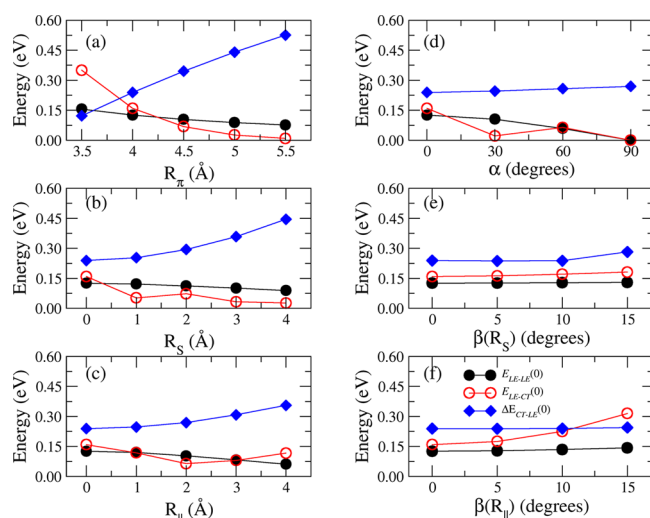 (a)
Energy (eV)
0.60
0.45
0.30
0.15
0.00
3.5 4 4.5 5 5.5
R_π (Å)
(d)
Energy (eV)
0.60
0.45
0.30
0.15
0.00
0 30 60 90
α (degrees)
(b)
Energy (eV)
0.60
0.45
0.30
0.15
0.00
0 1 2 3 4
R_S (Å)
(e)
Energy (eV)
0.60
0.45
0.30
0.15
0.00
0 5 10 15
β(R_S) (degrees)
(c)
Energy (eV)
0.60
0.45
0.30
0.15
0.00
0 1 2 3 4
R_|| (Å)
(f)
E_LE-LE(0)
E_LE-CT(0)
ΔE_CT-LE(0)
Energy (eV)
0.60
0.45
0.30
0.15
0.00
0 5 10 15
β(R_||) (degrees)